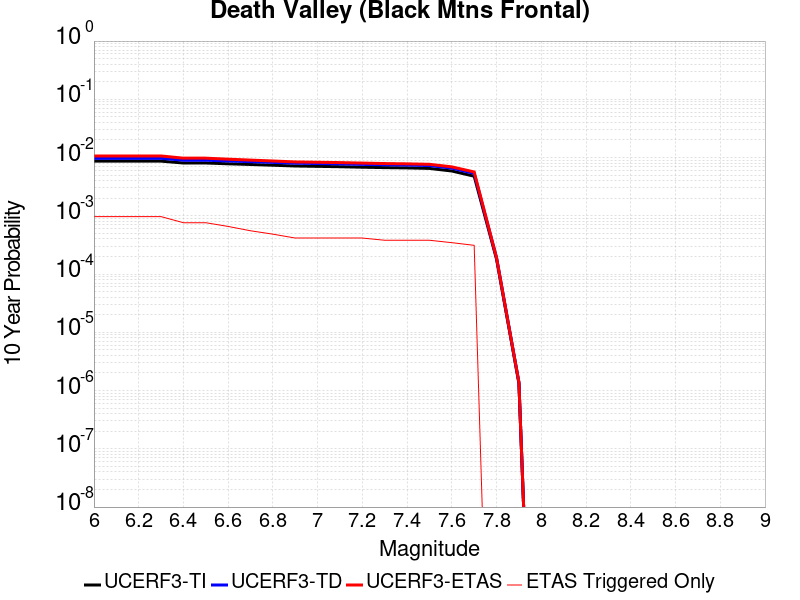 Death Valley (Black Mtns Frontal)
10 0
10 -1
10 -2
10 -3
10 -4
10 -5
10 -6
10 -7
10 -8
10 Year Probability
6 6.2 6.4 6.6 6.8 7 7.2 7.4 7.6 7.8 8 8.2 8.4 8.6 8.8 9
Magnitude
UCERF3-TI UCERF3-TD UCERF3-ETAS ETAS Triggered Only